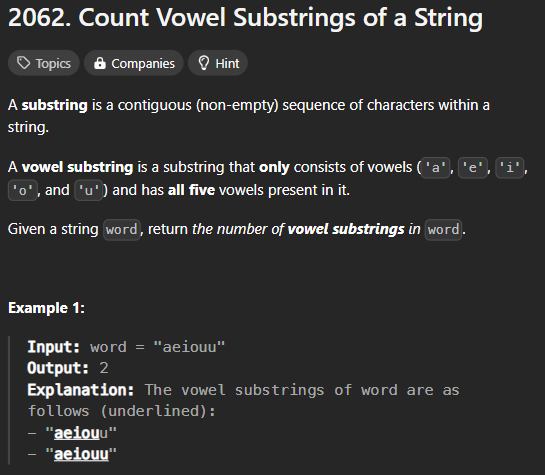 2062. Count Vowel Substrings of a String
Topics Companies Hint
A substring is a contiguous (non-empty) sequence of characters within a
string.
A vowel substring is a substring that only consists of vowels ('a', 'e', 'i',
'o', and 'u') and has all five vowels present in it.
Given a string word, return the number of vowel substrings in word.
Example 1:
Input: word = "aeiouu"
Output: 2
Explanation: The vowel substrings of word are as
follows (underlined):
- "aeiouu"
- "aeiouu"